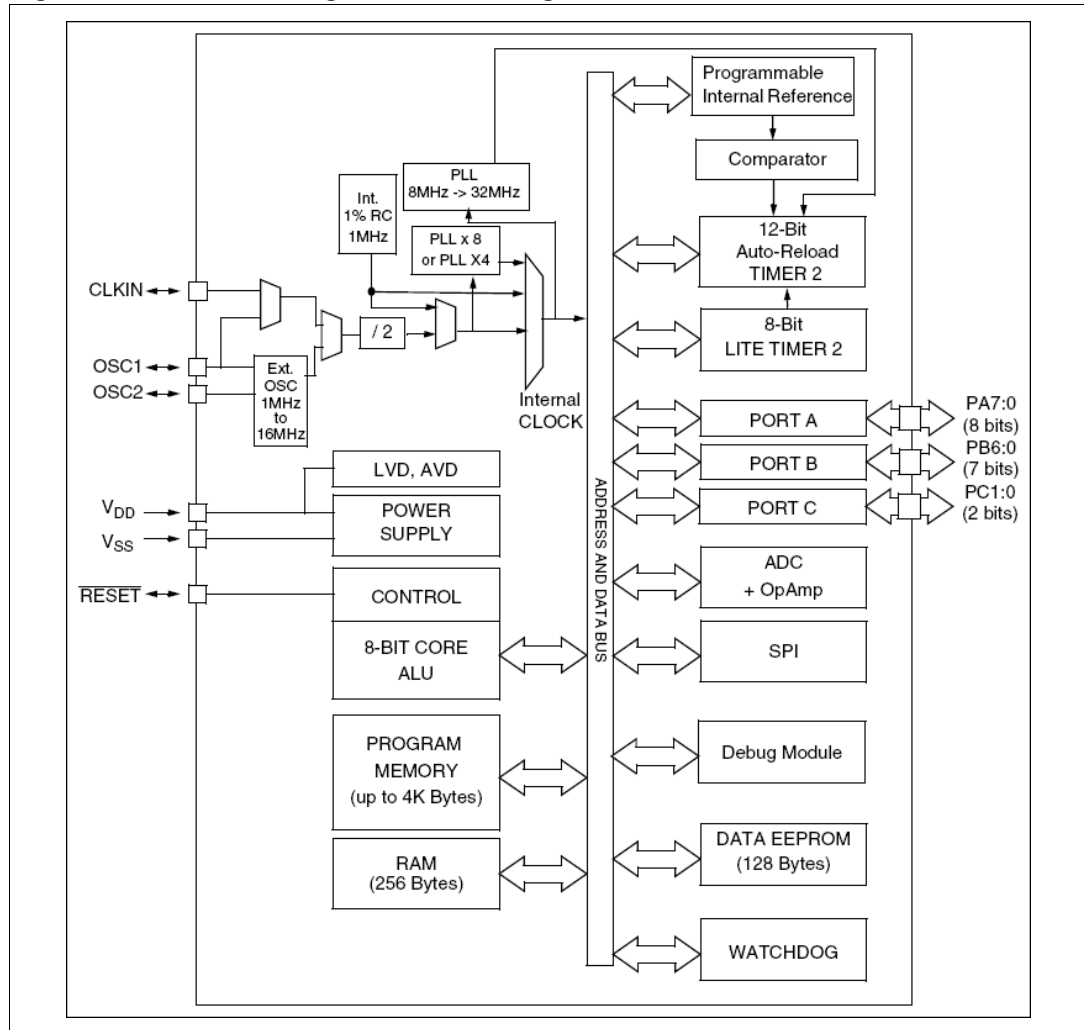 Programmable
Internal Reference
Comparator
PLL
8MHz -> 32MHz
Int.
1% RC
1MHz
12-Bit
Auto-Reload
TIMER 2
PLL x 8
or PLL X4
CLKIN
/ 2
8-Bit
LITE TIMER 2
OSC1
OSC2
Ext.
OSC
1MHz
to
16MHz
Internal
CLOCK
PORT A
PA7:0
(8 bits)
PORT B
PB6:0
(7 bits)
PORT C
PC1:0
(2 bits)
LVD, AVD
VDD
POWER
SUPPLY
VSS
ADDRESS AND DATA BUS
ADC
+ OpAmp
RESET
CONTROL
8-BIT CORE
ALU
SPI
PROGRAM
MEMORY
(up to 4K Bytes)
Debug Module
RAM
(256 Bytes)
DATA EEPROM
(128 Bytes)
WATCHDOG